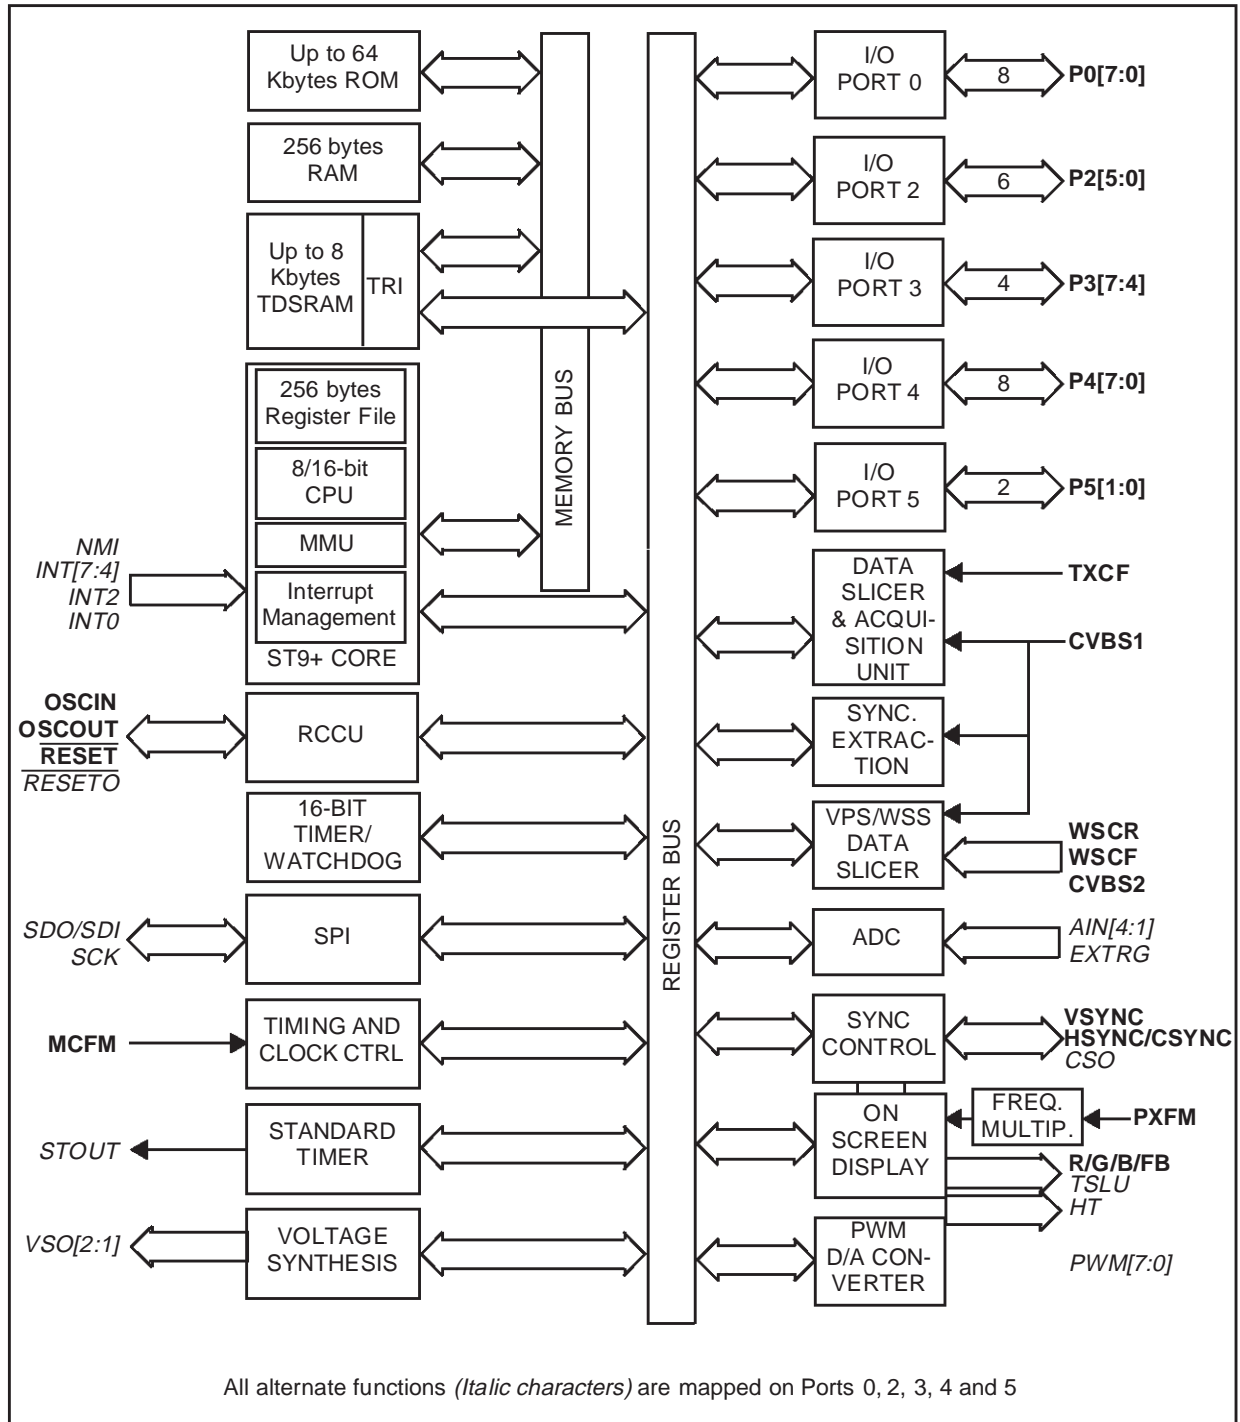 Up to 64
Kbytes ROM
256 bytes
RAM
Up to 8
Kbytes
TDSRAM
TRI
256 bytes
Register File
8/16-bit
CPU
MMU
Interrupt
Management
ST9+ CORE
NMI
INT[7:4]
INT2
INT0
OSCIN
OSCOUT
RESET
RESETO
RCCU
16-BIT
TIMER/
WATCHDOG
SDO/SDI
SCK
SPI
MCFM
TIMING AND
CLOCK CTRL
STOUT
STANDARD
TIMER
VSO[2:1]
VOLTAGE
SYNTHESIS
MEMORY BUS
REGISTER BUS
I/O
PORT 0
8
P0[7:0]
I/O
PORT 2
6
P2[5:0]
I/O
PORT 3
4
P3[7:4]
I/O
PORT 4
8
P4[7:0]
I/O
PORT 5
2
P5[1:0]
DATA
SLICER
& ACQUI-
SITION
UNIT
TXCF
CVBS1
SYNC.
EXTRAC-
TION
VPS/WSS
DATA
SLICER
WSCR
WSCF
CVBS2
ADC
AIN[4:1]
EXTRG
SYNC
CONTROL
VSYNC
HSYNC/CSYNC
CSO
ON
SCREEN
DISPLAY
FREQ.
MULTIP.
PXFM
R/G/B/FB
TSLU
HT
PWM
D/A CON-
VERTER
PWM[7:0]
All alternate functions (Italic characters) are mapped on Ports 0, 2, 3, 4 and 5